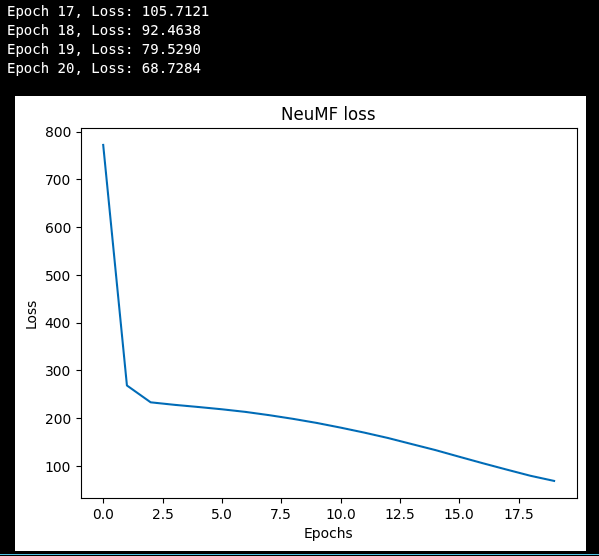 Epoch 17, Loss: 105.7121
Epoch 18, Loss: 92.4638
Epoch 19, Loss: 79.5290
Epoch 20, Loss: 68.7284
NeuMF loss
800
700
600
500
400
300
200
100
Loss
0.0 2.5 5.0 7.5 10.0 12.5 15.0 17.5
Epochs